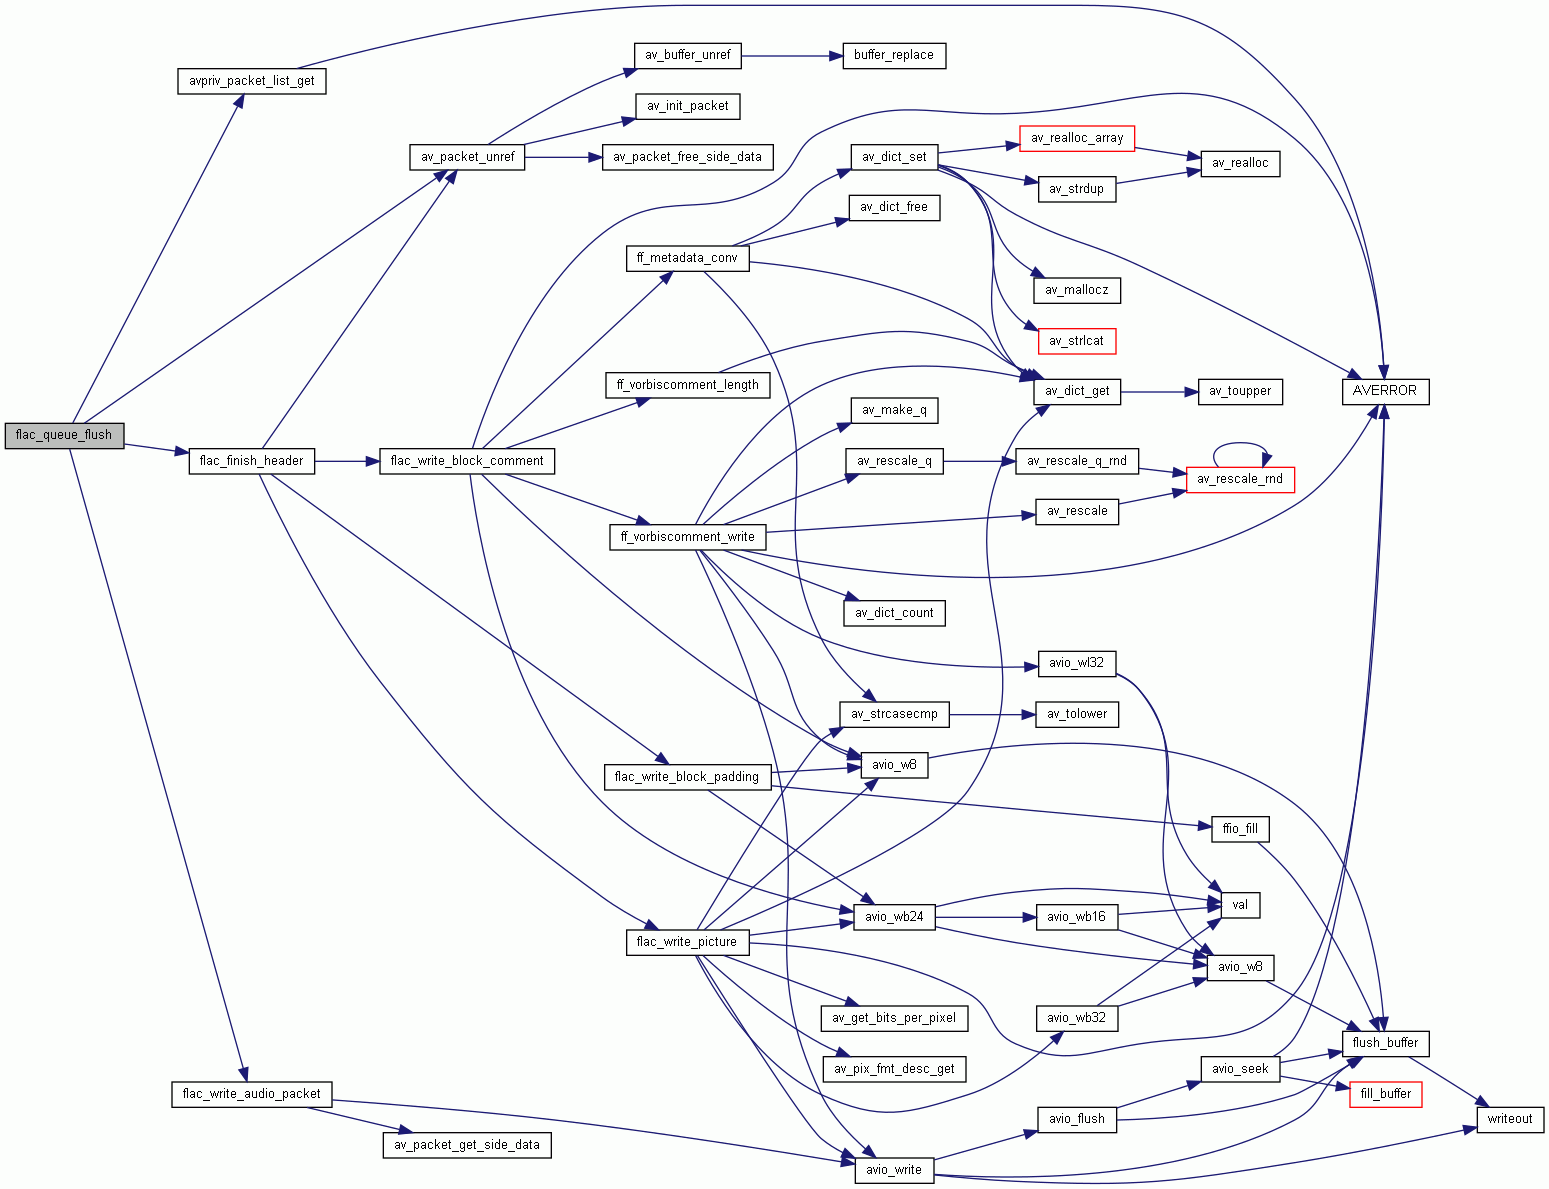 av_buffer_unref
buffer_replace
avpriv_packet_list_get
av_init_packet
av_realloc_array
av_packet_unref
av_packet_free_side_data
av_dict_set
av_realloc
av_strdup
av_dict_free
ff_metadata_conv
av_mallocz
av_strlcat
ff_vorbiscomment_length
av_dict_get
av_toupper
AVERROR
av_make_q
flac_queue_flush
flac_finish_header
flac_write_block_comment
av_rescale_q
av_rescale_q_rnd
av_rescale_rnd
av_rescale
ff_vorbiscomment_write
av_dict_count
avio_wl32
av_strcasecmp
av_tolower
avio_w8
flac_write_block_padding
ffio_fill
val
avio_wb24
avio_wb16
flac_write_picture
avio_w8
av_get_bits_per_pixel
avio_wb32
flush_buffer
av_pix_fmt_desc_get
avio_seek
flac_write_audio_packet
fill_buffer
avio_flush
writeout
av_packet_get_side_data
avio_write